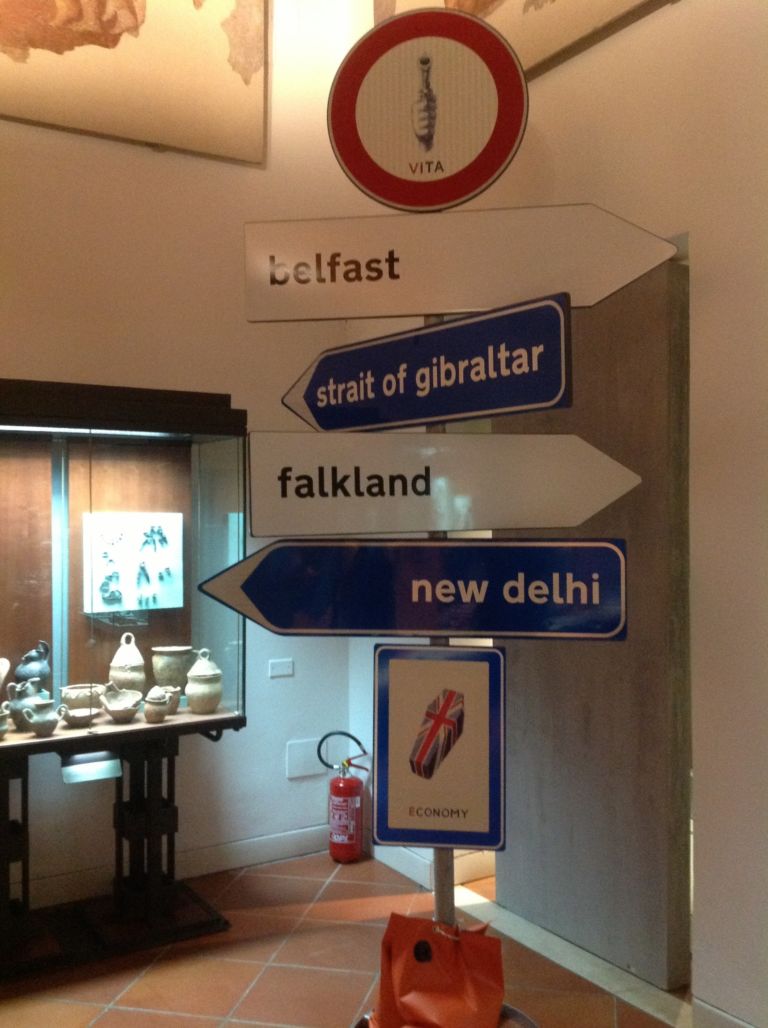 VITA
belfast
strait of gibraltar
falkland
new delhi
ECONOMY